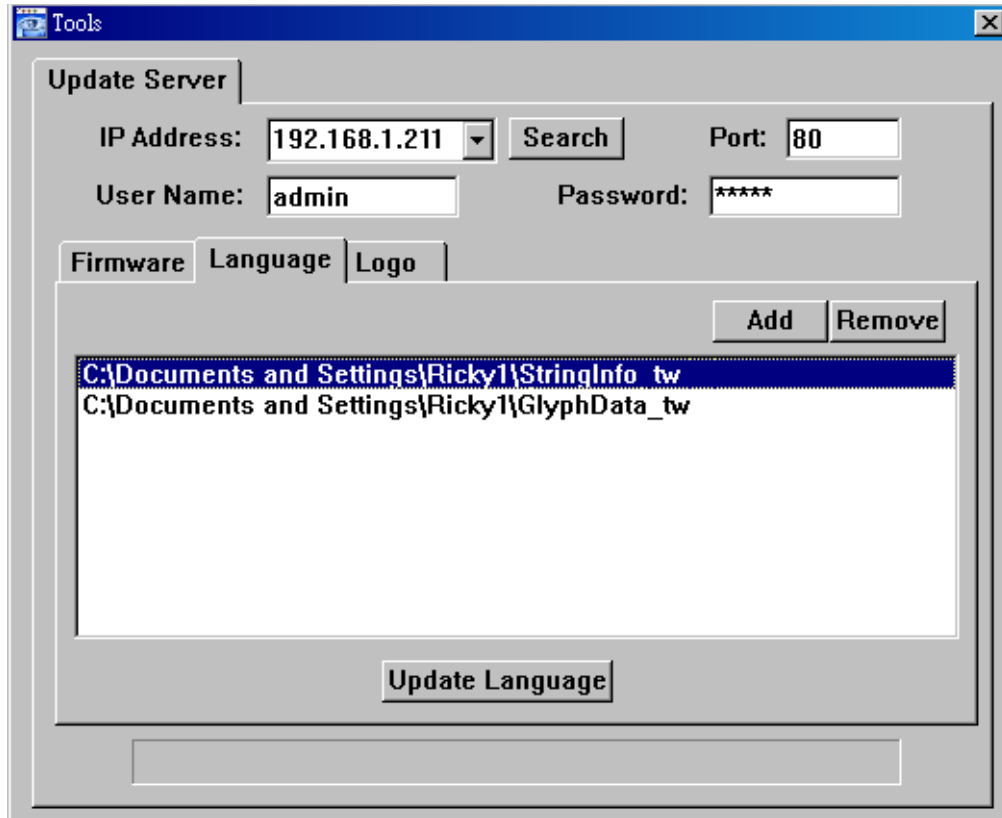 Tools
Update Server
IP Address: 192.168.1.211 Search Port: 80
User Name: admin Password: *****
Firmware Language Logo
Add Remove
C:\Documents and Settings\Ricky1\StringInfo_tw
C:\Documents and Settings\Ricky1\GlyphData_tw
Update Language